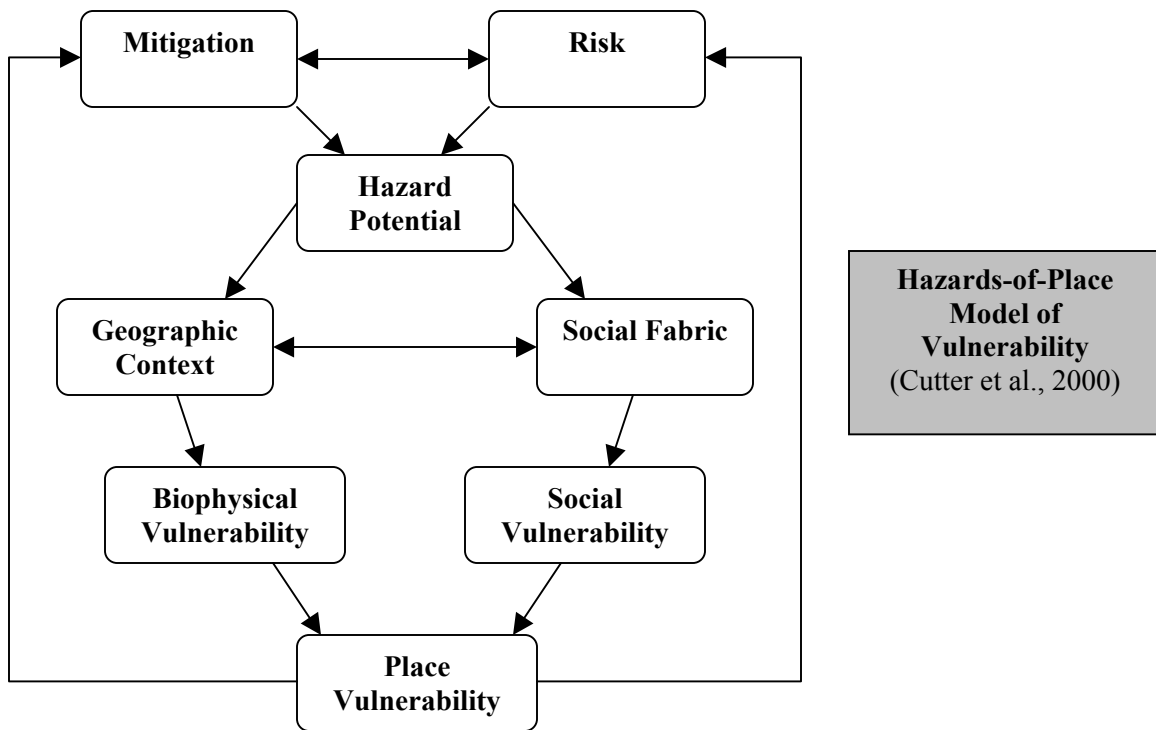 Mitigation
Risk
Hazard
Potential
Geographic
Context
Social Fabric
Hazards-of-Place
Model of
Vulnerability
(Cutter et al., 2000)
Biophysical
Vulnerability
Social
Vulnerability
Place
Vulnerability